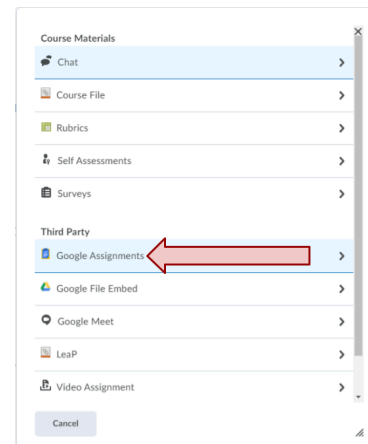 Course Materials
Chat
Course File
Rubrics
Self Assessments
Surveys
Third Party
Google Assignments
Google File Embed
Google Meet
LeaP
Video Assignment
Cancel